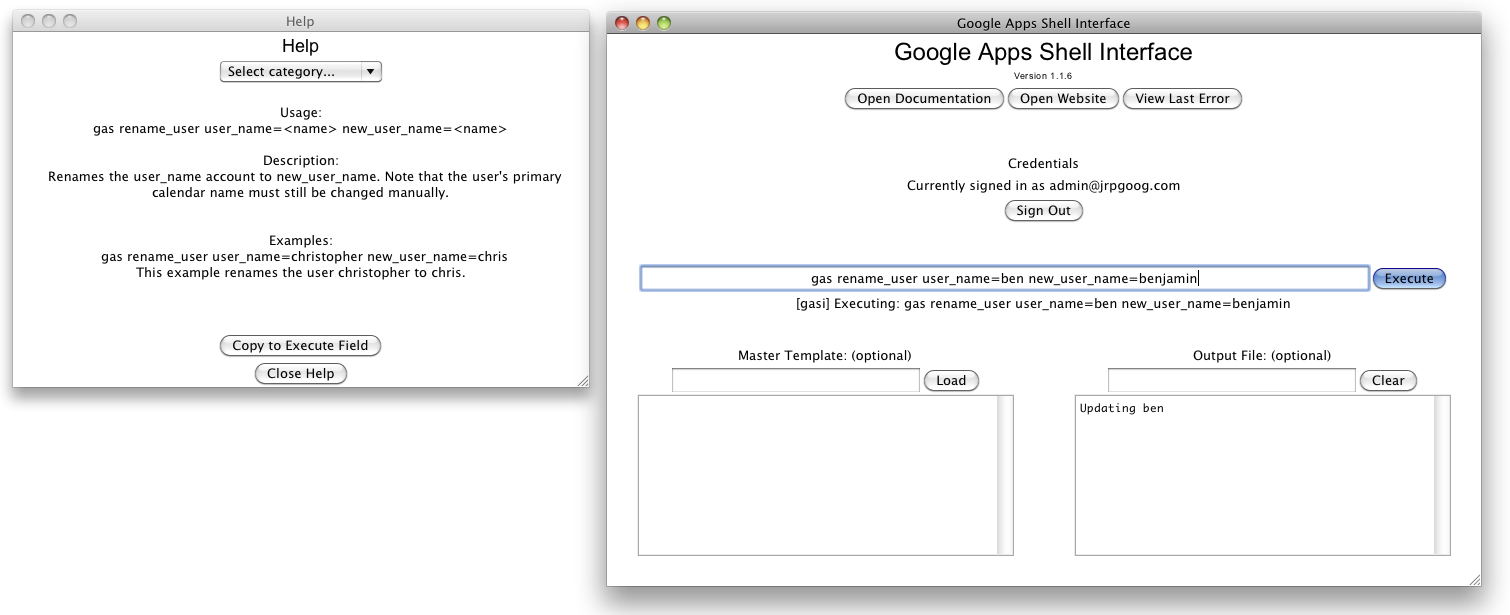 Help
Help
Select category...
Usage:
gas rename_user user_name=<name> new_user_name=<name>
Description:
Renames the user_name account to new_user_name. Note that the user's primary
calendar name must still be changed manually.
Examples:
gas rename_user user_name=christopher new_user_name=chris
This example renames the user christopher to chris.
Copy to Execute Field
Close Help
Google Apps Shell Interface
Google Apps Shell Interface
Version 1.1.6
Open Documentation Open Website View Last Error
Credentials
Currently signed in as admin@jrpgoog.com
Sign Out
gas rename_user user_name=ben new_user_name=benjamin Execute
[gasi] Executing: gas rename_user user_name=ben new_user_name=benjamin
Master Template: (optional)
Load
Output File: (optional)
Clear
Updating ben